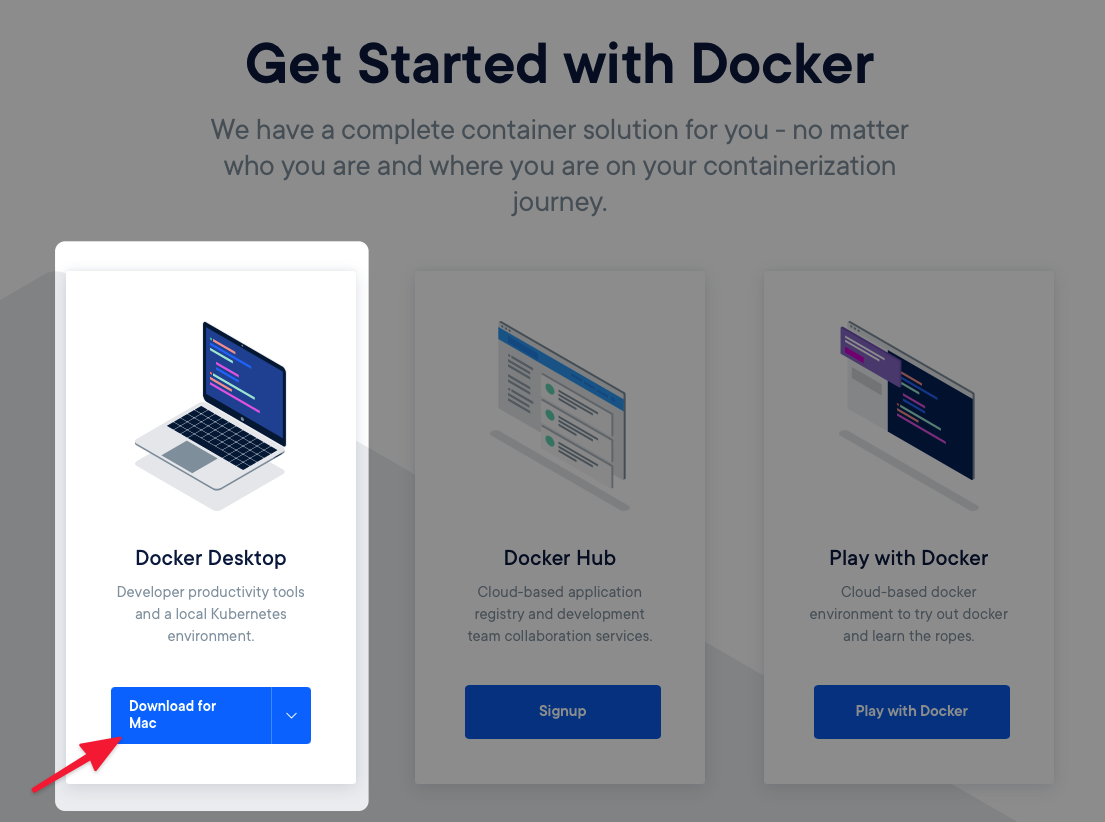 Get Started with Docker
We have a complete container solution for you - no matter
who you are and where you are on your containerization
journey.
Docker Desktop
Developer productivity tools
and a local Kubernetes
environment.
Download for
Mac
Docker Hub
Cloud-based application
registry and development
team collaboration services.
Signup
Play with Docker
Cloud-based docker
environment to try out docker
and learn the ropes.
Play with Docker